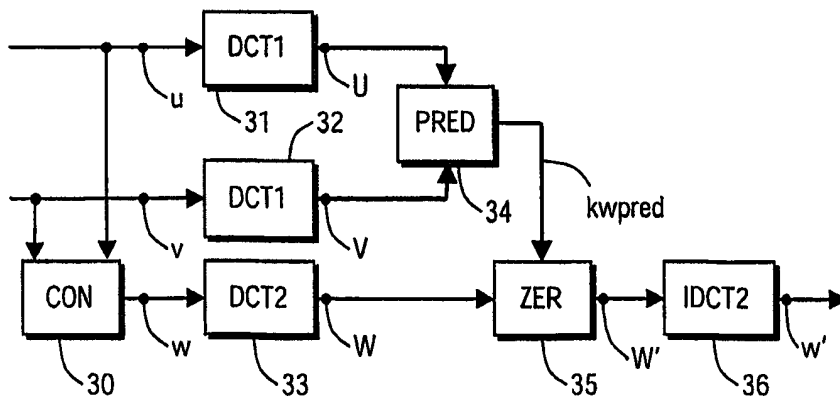 DCT1
u
U
31
32
PRED
34
kwpred
DCT1
v
V
CON
w
30
DCT2
W
33
ZER
W'
35
IDCT2
w'
36